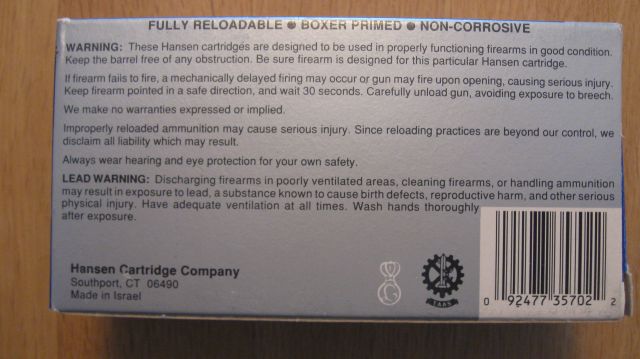 FULLY RELOADABLE ● BOXER PRIMED ● NON-CORROSIVE
WARNING: These Hansen cartridges are designed to be used in properly functioning firearms in good condition.
Keep the barrel free of any obstruction. Be sure firearm is designed for this particular Hansen cartridge.
If firearm fails to fire, a mechanically delayed firing may occur or gun may fire upon opening, causing serious injury.
Keep firearm pointed in a safe direction, and wait 30 seconds. Carefully unload gun, avoiding exposure to breech.
We make no warranties expressed or implied.
Improperly reloaded ammunition may cause serious injury. Since reloading practices are beyond our control, we
disclaim all liability which may result.
Always wear hearing and eye protection for your own safety.
LEAD WARNING: Discharging firearms in poorly ventilated areas, cleaning firearms, or handling ammunition
may result in exposure to lead, a substance known to cause birth defects, reproductive harm, and other serious
physical injury. Have adequate ventilation at all times. Wash hands thoroughly
after exposure.
Hansen Cartridge Company
Southport, CT 06490
Made in Israel
0 92477 35702 2